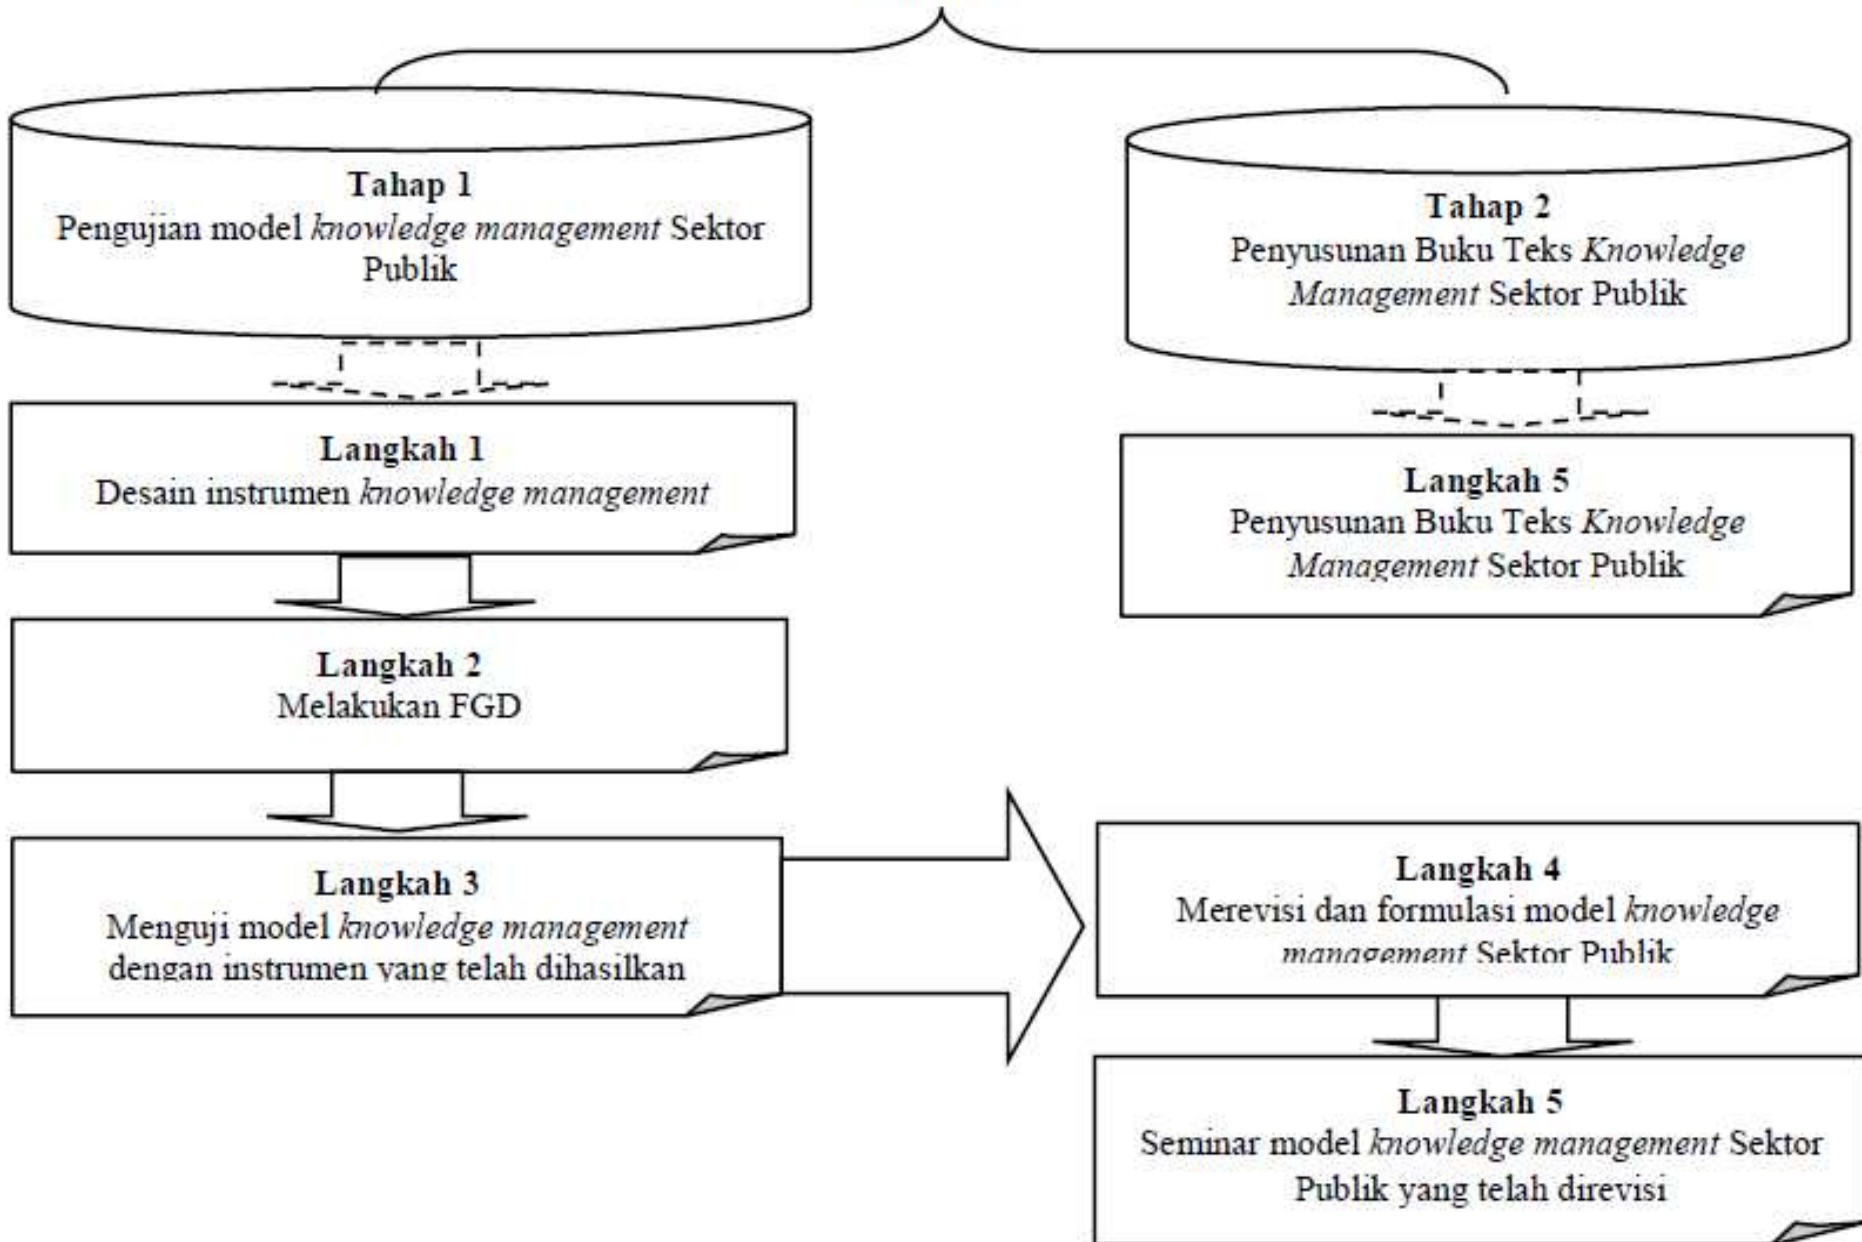 Tahap 1
Pengujian model knowledge management Sektor
Publik
Langkah 1
Desain instrumen knowledge management
Langkah 2
Melakukan FGD
Langkah 3
Menguji model knowledge management
dengan instrumen yang telah dihasilkan
Tahap 2
Penyusunan Buku Teks Knowledge
Management Sektor Publik
Langkah 5
Penyusunan Buku Teks Knowledge
Management Sektor Publik
Langkah 4
Merevisi dan formulasi model knowledge
management Sektor Publik
Langkah 5
Seminar model knowledge management Sektor
Publik yang telah direvisi